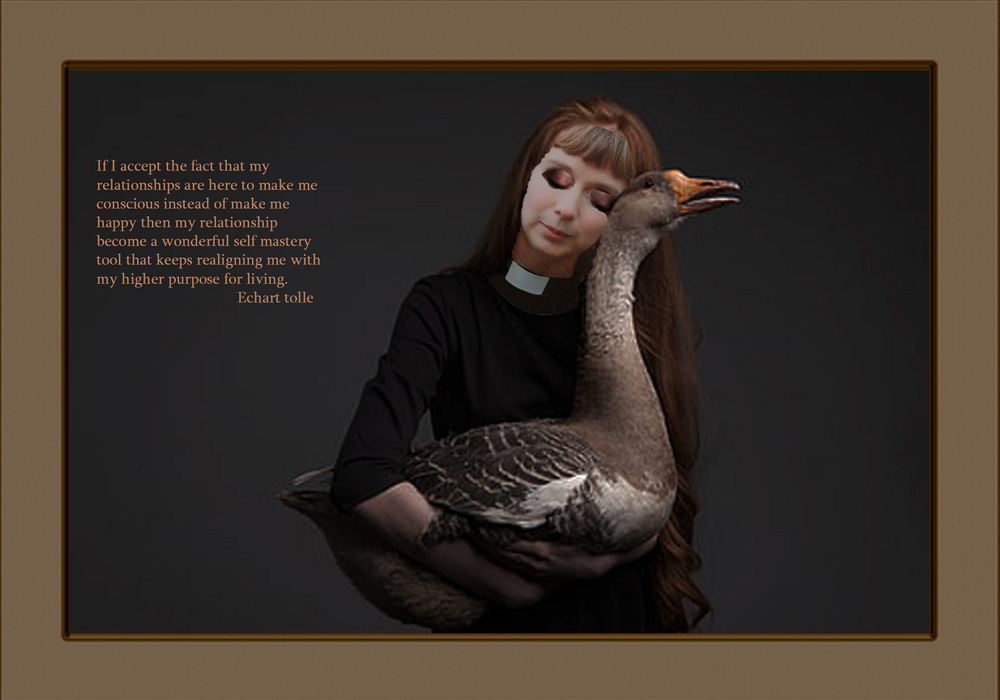 If I accept the fact that my
relationships are here to make me
conscious instead of make me
happy then my relationship
become a wonderful self mastery
tool that keeps realigning me with
my higher purpose for living.
Echart tolle